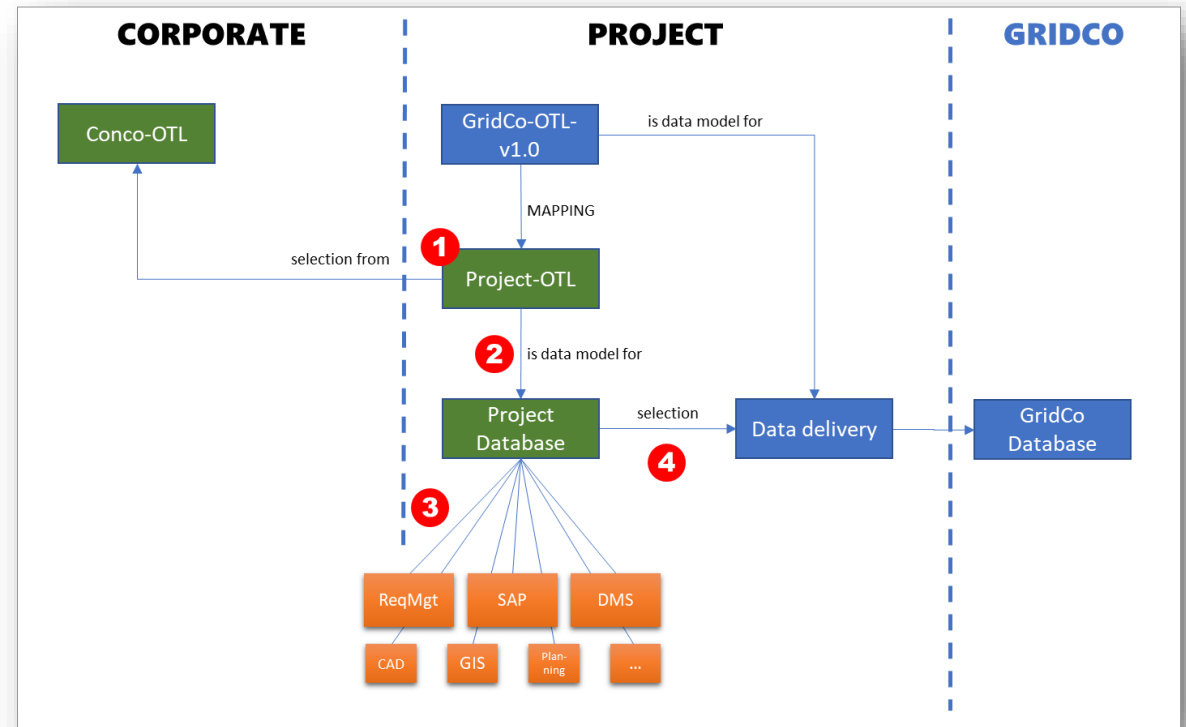 CORPORATE
PROJECT
GRIDCO
Conco-OTL
GridCo-OTL-
v1.0
is data model for
MAPPING
1
selection from
Project-OTL
2
is data model for
Project
Database
selection
4
Data delivery
GridCo
Database
3
ReqMgt
SAP
DMS
CAD
GIS
Plan-
ning
...